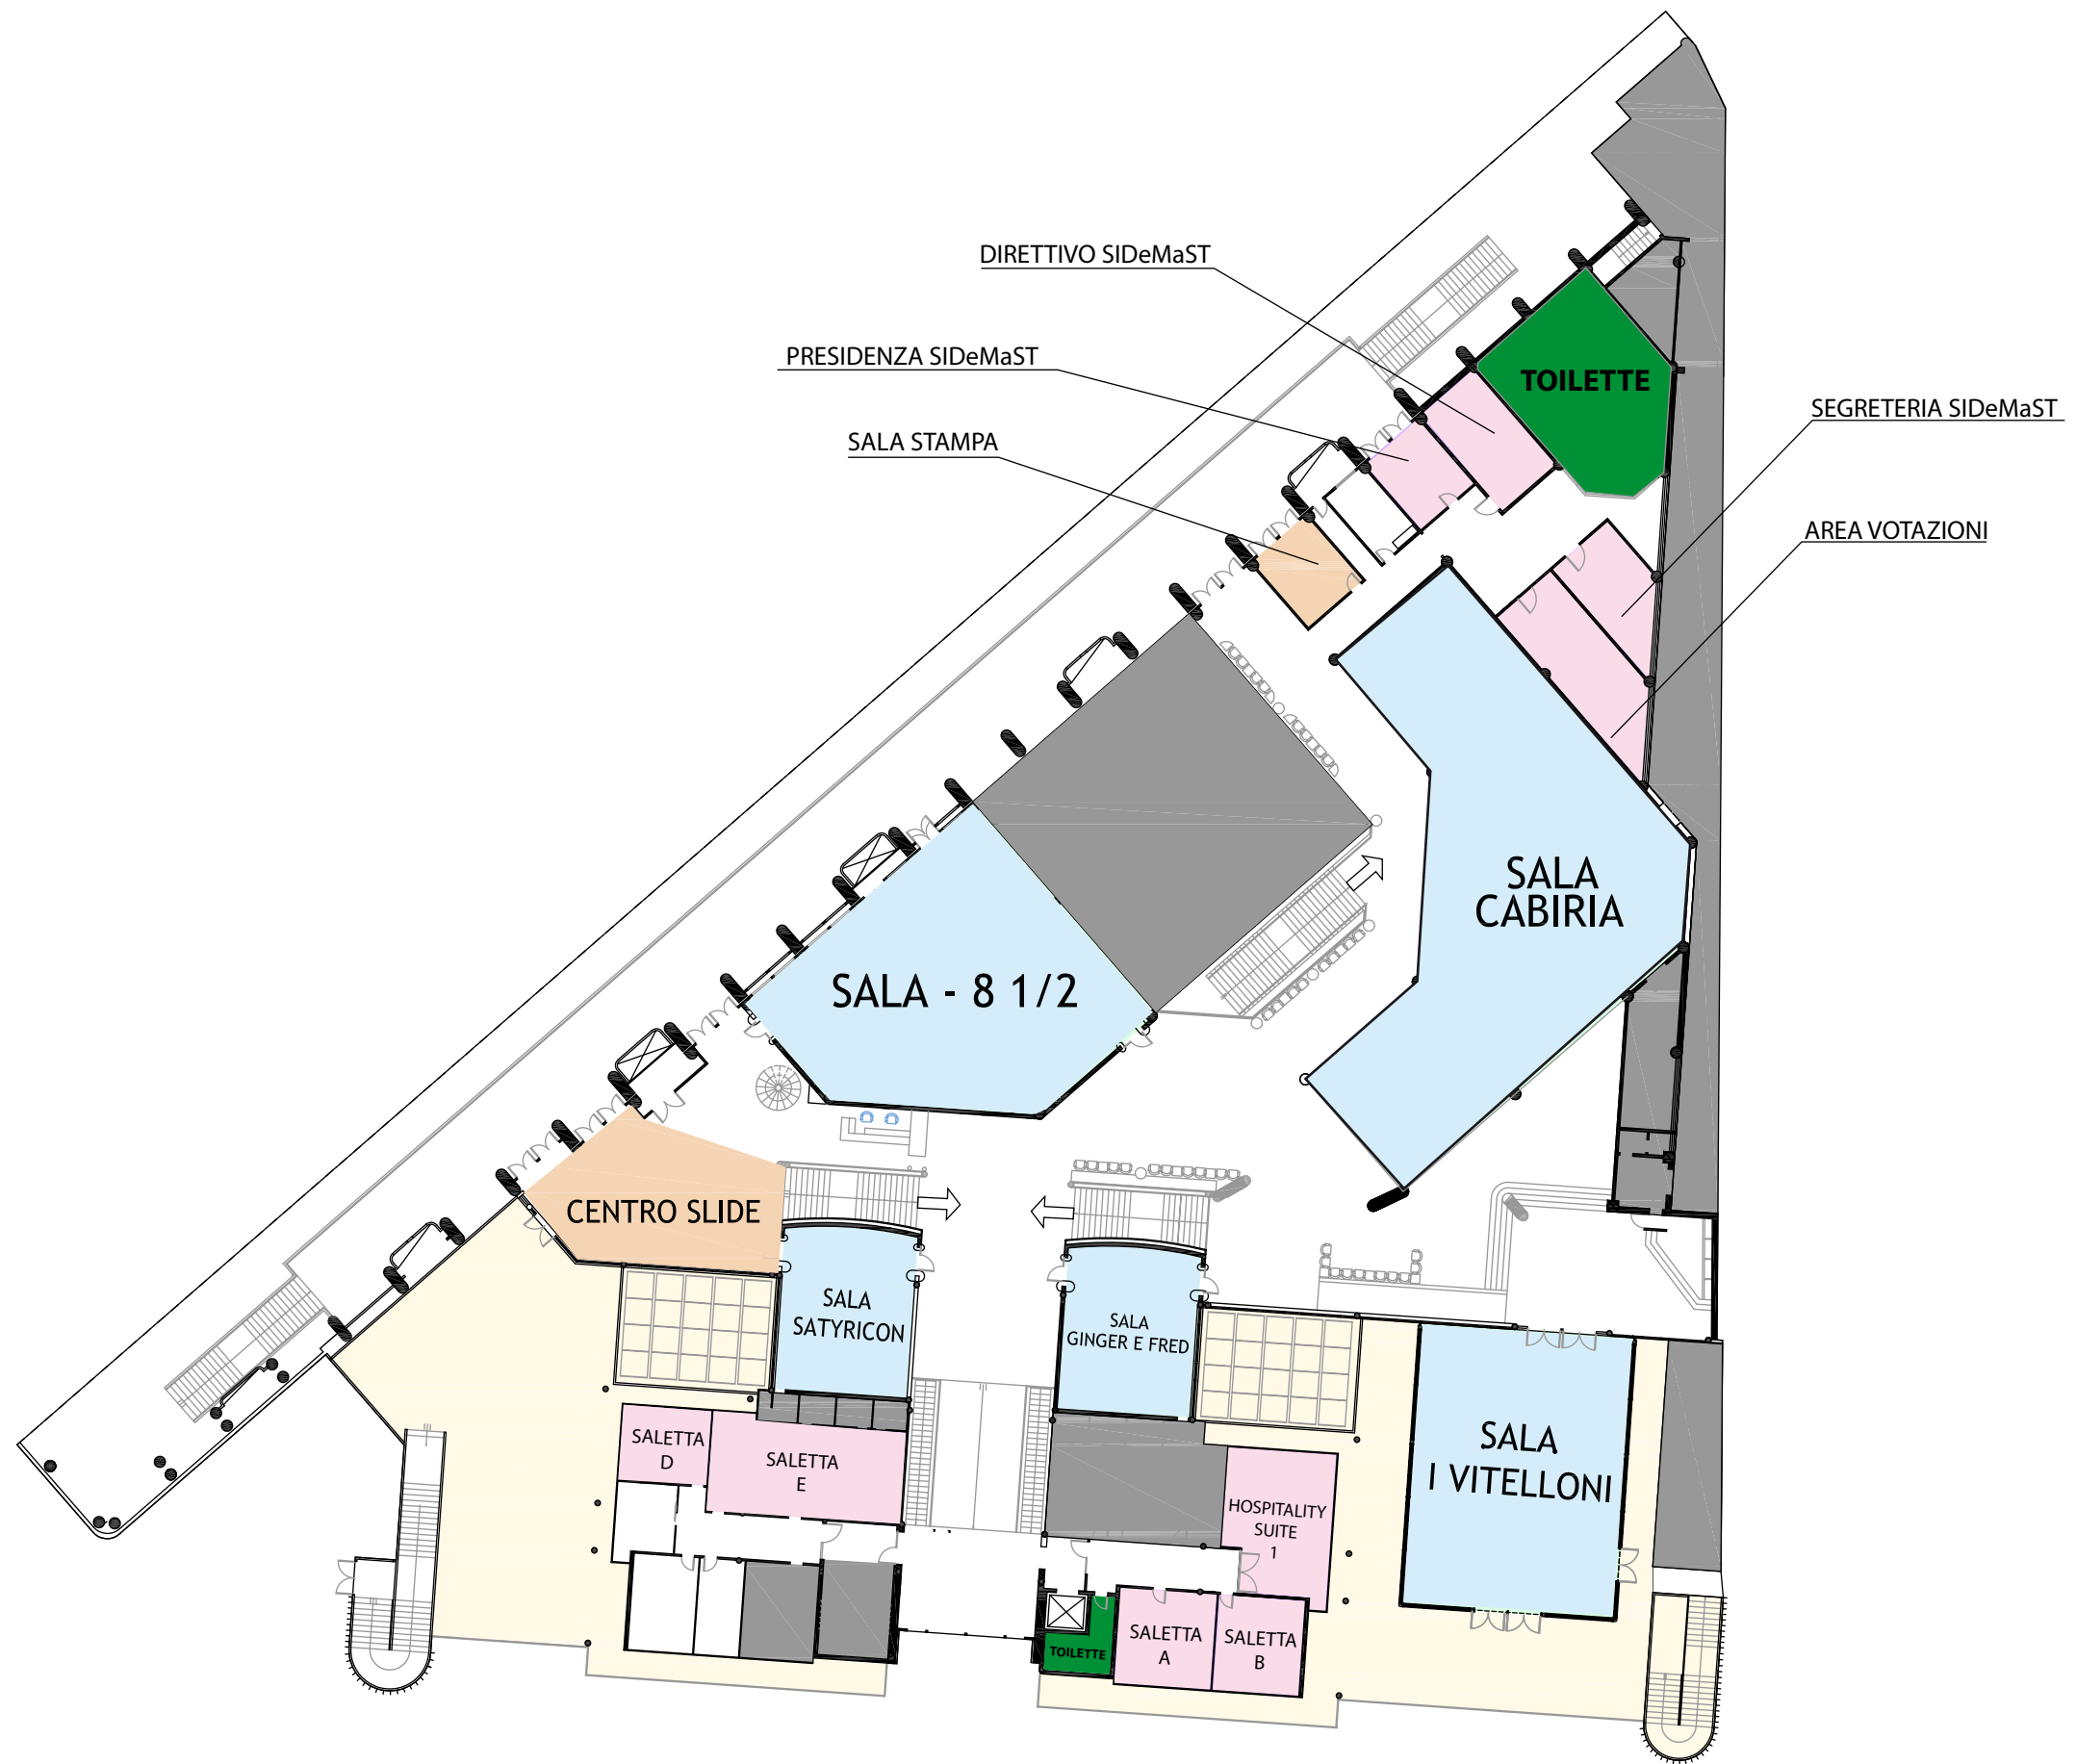 DIRETTIVO SIDeMaST
PRESIDENZA SIDeMaST
SALA STAMPA
TOILETTE
SEGRETERIA SIDeMaST
AREA VOTAZIONI
SALA
CABIRIA
SALA - 8 1/2
CENTRO SLIDE
SALA
SATYRICON
SALA
GINGER E FRED
SALETTA
D
SALETTA
E
HOSPITALITY
SUITE
1
SALA
I VITELLONI
TOILETTE
SALETTA
A
SALETTA
B